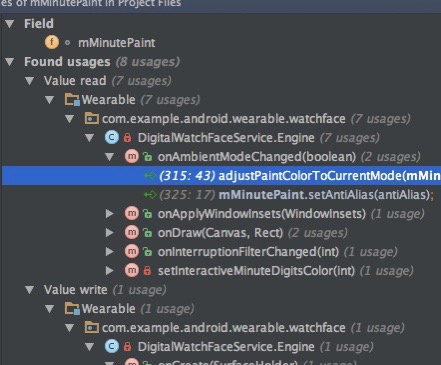 es of mMinutePaint in Project Files
Field
f mMinutePaint
Found usages (8 usages)
Value read (7 usages)
Wearable (7 usages)
com.example.android.wearable.watchface (7 usages)
C DigitalWatchFaceService.Engine (7 usages)
m onAmbientModeChanged(boolean) (2 usages)
(315: 43) adjustPaintColorToCurrentMode(mMin
(325: 17) mMinutePaint.setAntiAlias(antiAlias);
m onApplyWindowInsets(WindowInsets) (1 usage)
m onDraw(Canvas, Rect) (2 usages)
m onInterruptionFilterChanged(int) (1 usage)
m setInteractiveMinuteDigitsColor(int) (1 usage)
Value write (1 usage)
Wearable (1 usage)
com.example.android.wearable.watchface (1 usage)
C DigitalWatchFaceService.Engine (1 usage)
m onCreate(SurfaceHolder) (1 usage)